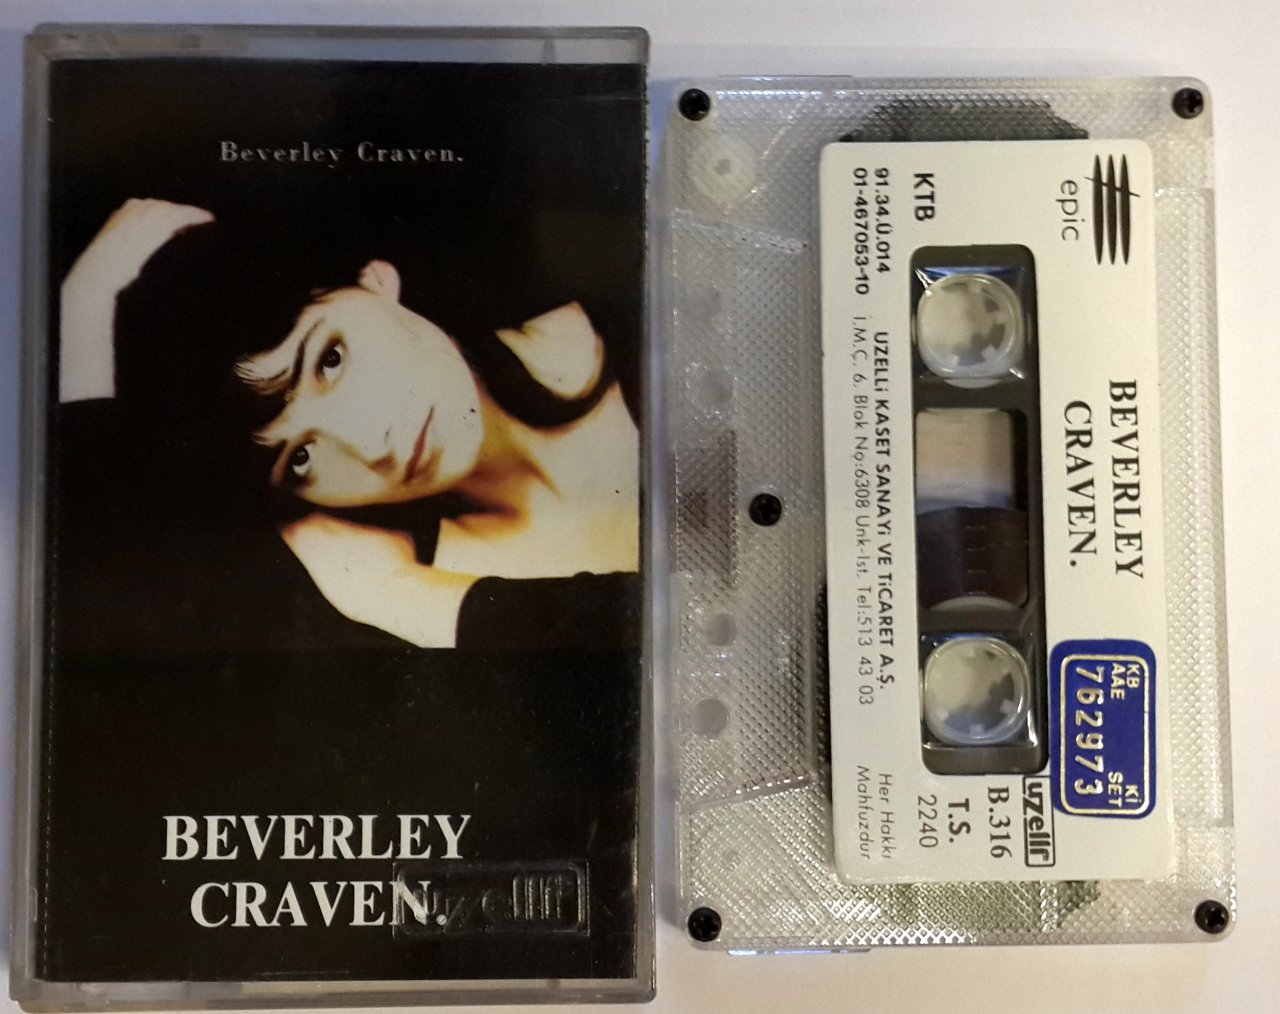 Beverley Craven.
BEVERLEY
CRAVEN.
uzelli
epic
BEVERLEY
CRAVEN.
KTB
91.34.Ü.014
01-467053-10
UZELLİ KASET SANAYİ VE TİCARET A.Ş.
İ.M.Ç. 6. Blok No:6308 Unk-İst. Tel:513 43 03
Her Hakkı
Mahfuzdur
KB
AAE
762973
Kİ
SET
uzelli
B.316
T.S.
2240